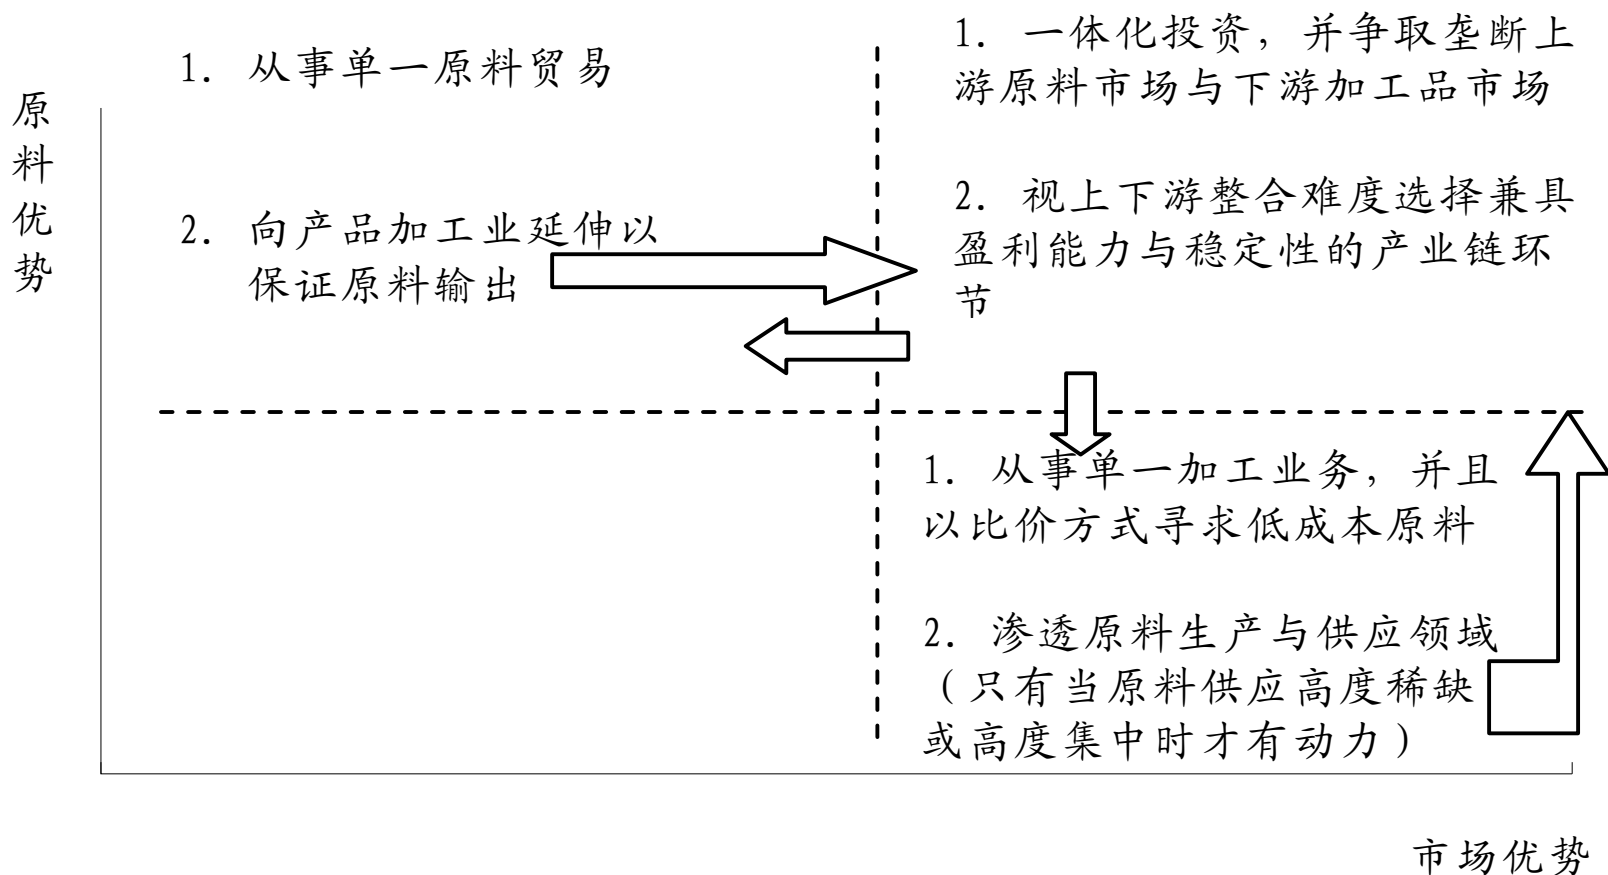 原
料
优
势
1. 从事单一原料贸易
2. 向产品加工业延伸以
保证原料输出
1. 一体化投资，并争取垄断上
游原料市场与下游加工品市场
2. 视上下游整合难度选择兼具
盈利能力与稳定性的产业链环
节
1. 从事单一加工业务，并且
以比价方式寻求低成本原料
2. 渗透原料生产与供应领域
（只有当原料供应高度稀缺
或高度集中时才有动力）
市场优势